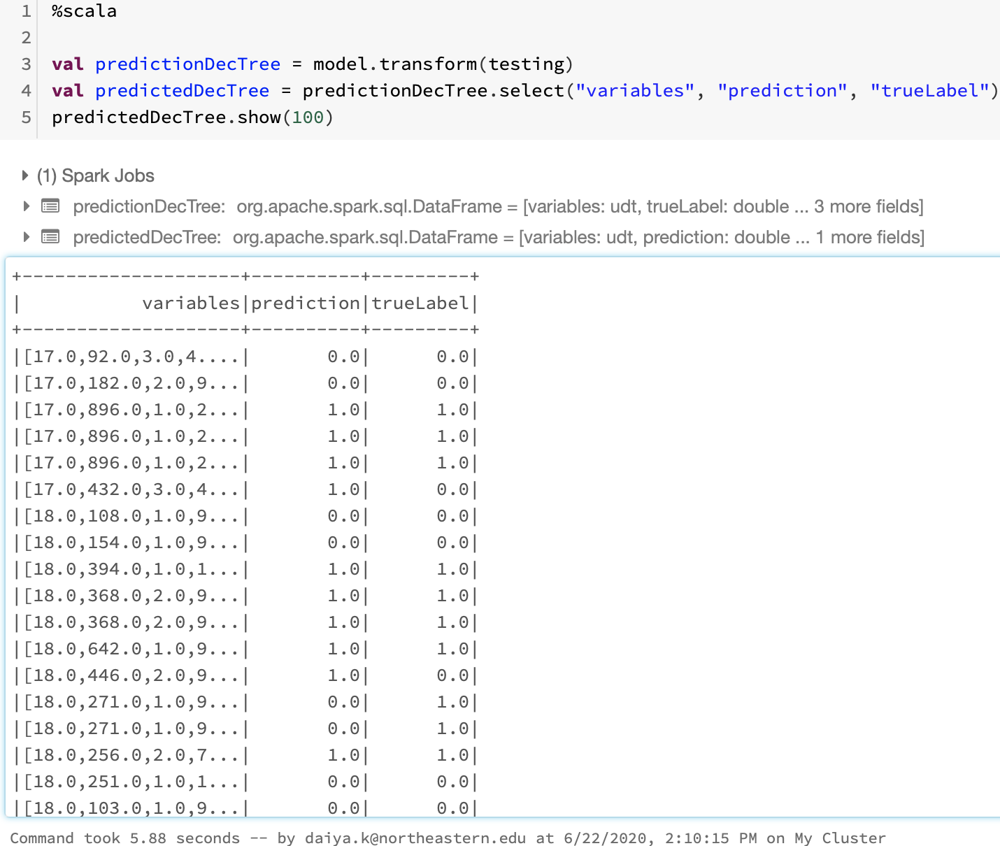 1 %scala
2
3 val predictionDecTree = model.transform(testing)
4 val predictedDecTree = predictionDecTree.select("variables", "prediction", "trueLabel")
5 predictedDecTree.show(100)
(1) Spark Jobs
predictionDecTree: org.apache.spark.sql.DataFrame = [variables: udt, trueLabel: double ... 3 more fields]
predictedDecTree: org.apache.spark.sql.DataFrame = [variables: udt, prediction: double ... 1 more fields]
+--------------------+----------+---------+
|           variables|prediction|trueLabel|
+--------------------+----------+---------+
|[17.0,92.0,3.0,4....|       0.0|      0.0|
|[17.0,182.0,2.0,9...|       0.0|      0.0|
|[17.0,896.0,1.0,2...|       1.0|      1.0|
|[17.0,896.0,1.0,2...|       1.0|      1.0|
|[17.0,896.0,1.0,2...|       1.0|      1.0|
|[17.0,432.0,3.0,4...|       1.0|      0.0|
|[18.0,108.0,1.0,9...|       0.0|      0.0|
|[18.0,154.0,1.0,9...|       0.0|      0.0|
|[18.0,394.0,1.0,1...|       1.0|      1.0|
|[18.0,368.0,2.0,9...|       1.0|      1.0|
|[18.0,368.0,2.0,9...|       1.0|      1.0|
|[18.0,642.0,1.0,9...|       1.0|      1.0|
|[18.0,446.0,2.0,9...|       1.0|      0.0|
|[18.0,271.0,1.0,9...|       0.0|      1.0|
|[18.0,271.0,1.0,9...|       0.0|      1.0|
|[18.0,256.0,2.0,7...|       1.0|      1.0|
|[18.0,251.0,1.0,1...|       0.0|      0.0|
|[18.0,103.0,1.0,9...|       0.0|      0.0|
Command took 5.88 seconds -- by daiya.k@northeastern.edu at 6/22/2020, 2:10:15 PM on My Cluster